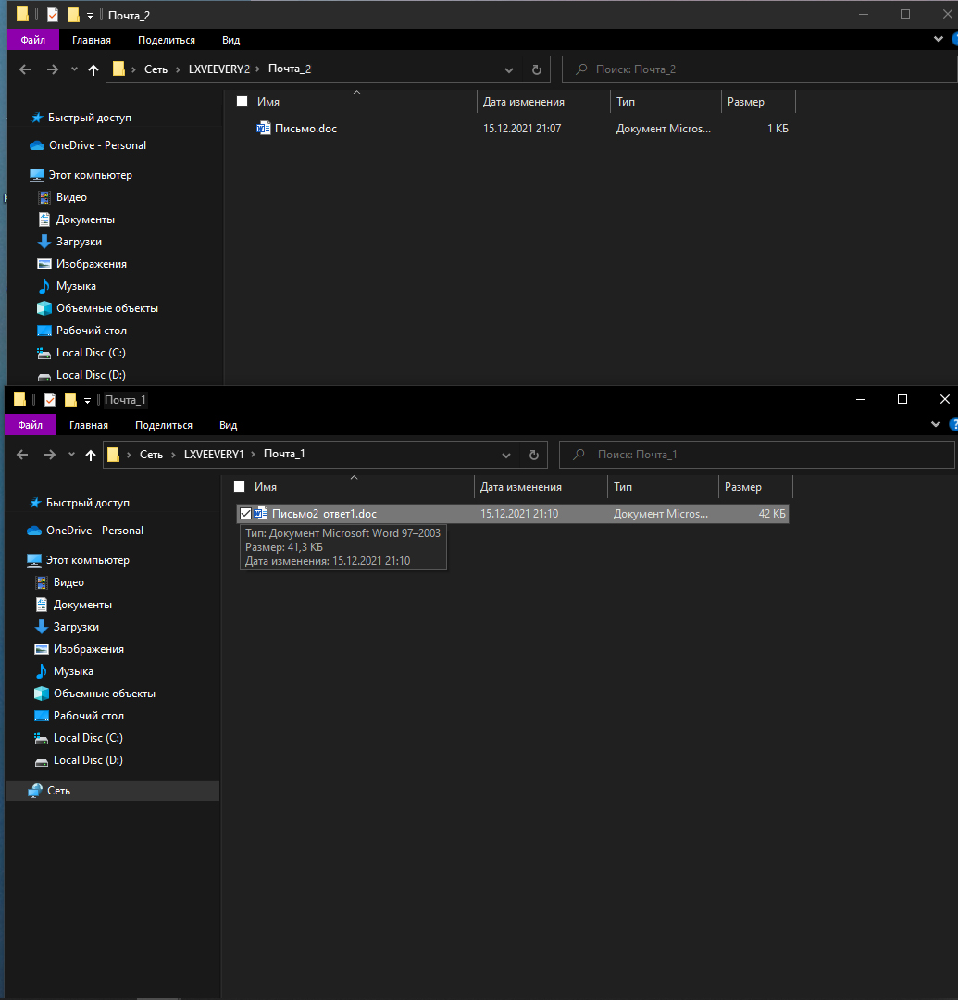 Почта_2
Файл Главная Поделиться Вид
Сеть LXVEEVERY2 Почта_2 Поиск: Почта_2
Имя Дата изменения Тип Размер
Быстрый доступ
Письмо.doc 15.12.2021 21:07 Документ Micros... 1 КБ
OneDrive - Personal
Этот компьютер
Видео
Документы
Загрузки
Изображения
Музыка
Объемные объекты
Рабочий стол
Local Disc (C:)
Local Disc (D:)
Почта_1
Файл Главная Поделиться Вид
Сеть LXVEEVERY1 Почта_1 Поиск: Почта_1
Имя Дата изменения Тип Размер
Быстрый доступ
Письмо2_ответ1.doc 15.12.2021 21:10 Документ Micros... 42 КБ
Тип: Документ Microsoft Word 97–2003
Размер: 41,3 КБ
Дата изменения: 15.12.2021 21:10
OneDrive - Personal
Этот компьютер
Видео
Документы
Загрузки
Изображения
Музыка
Объемные объекты
Рабочий стол
Local Disc (C:)
Local Disc (D:)
Сеть